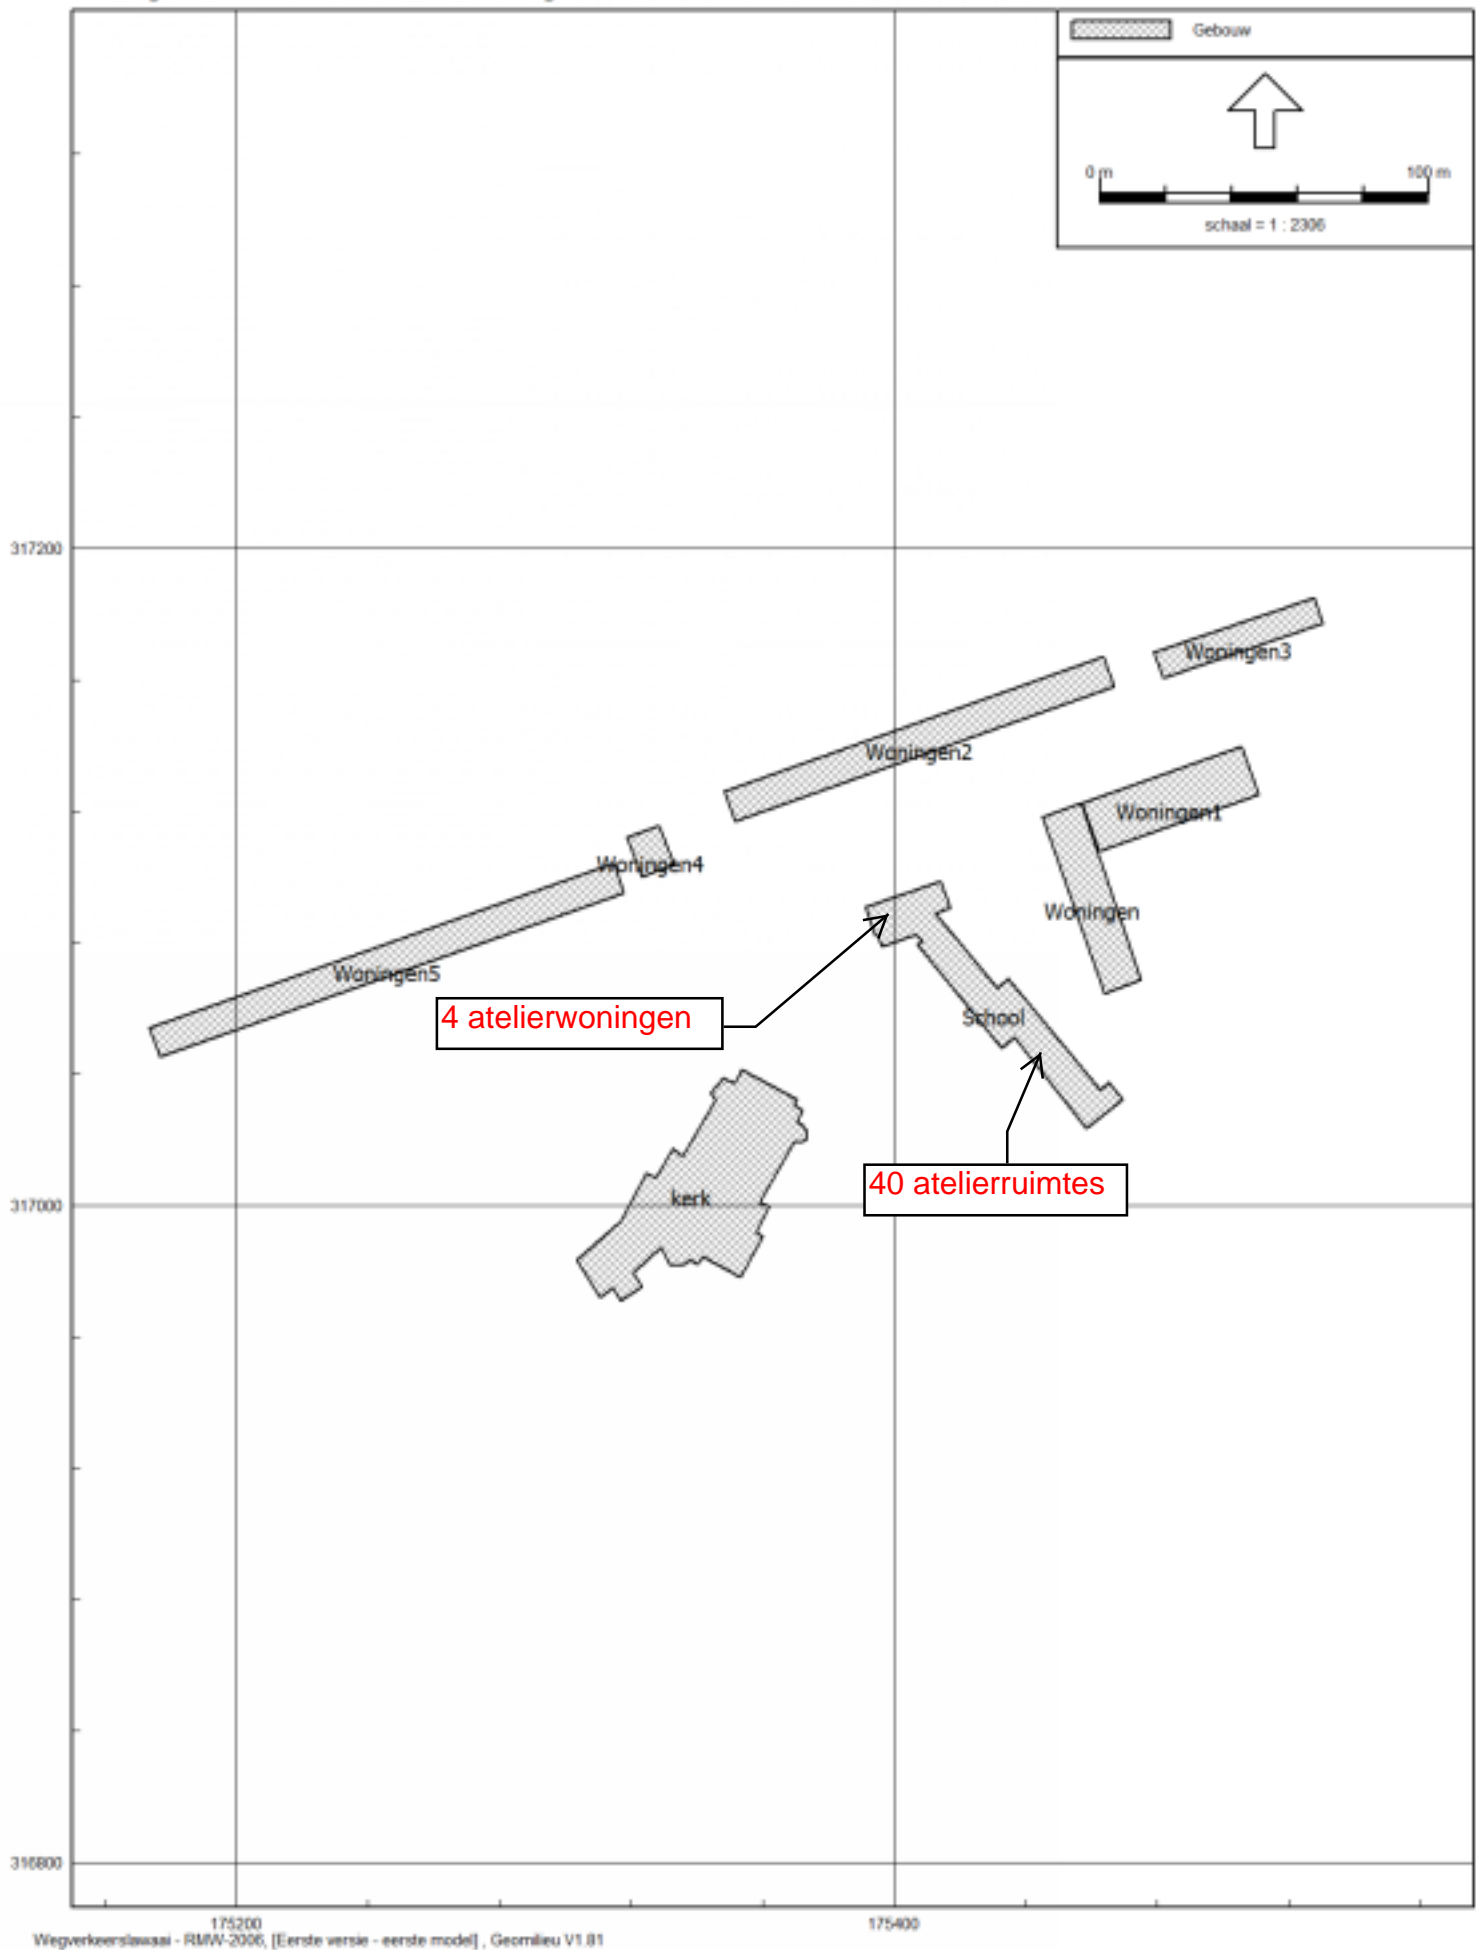 Gebouw
0 m
100 m
schaal = 1 : 2306
317200
Woningen3
Woningen2
Woningen1
Woningen4
Woningen
Woningen5
4 atelierwoningen
School
40 atelierruimtes
kerk
317000
316800
175200
175400
Wegverkeerslawaai - RMW-2006, [Eerste versie - eerste model] , Geomilieu V1.81